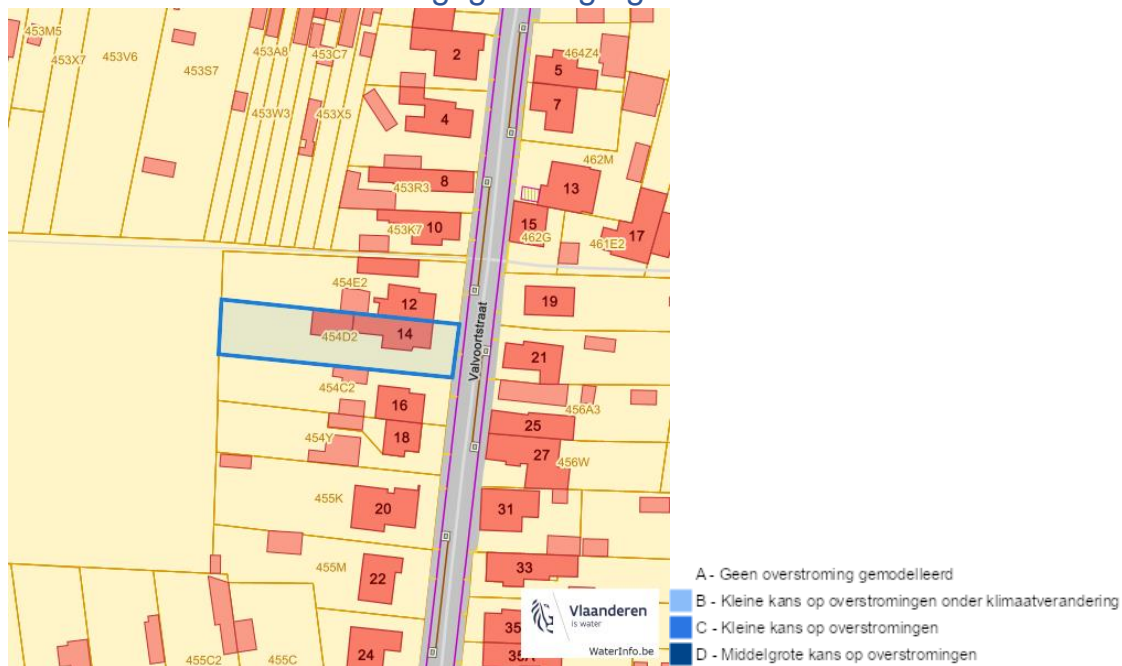 453M5
453X7
453V6
453S7
453A8
453C7
2
464Z4
5
7
453W3
453X5
4
462M
8
453R3
13
10
453K7
15
462G
461E2
17
454E2
12
19
14
454D2
Valvoortstraat
21
454C2
16
456A3
25
18
454Y
27
456W
455K
20
31
455M
22
33
Vlaanderen
is water
WaterInfo.be
35
35A
24
455C2
455C
A - Geen overstroming gemodelleerd
B - Kleine kans op overstromingen onder klimaatverandering
C - Kleine kans op overstromingen
D - Middelgrote kans op overstromingen